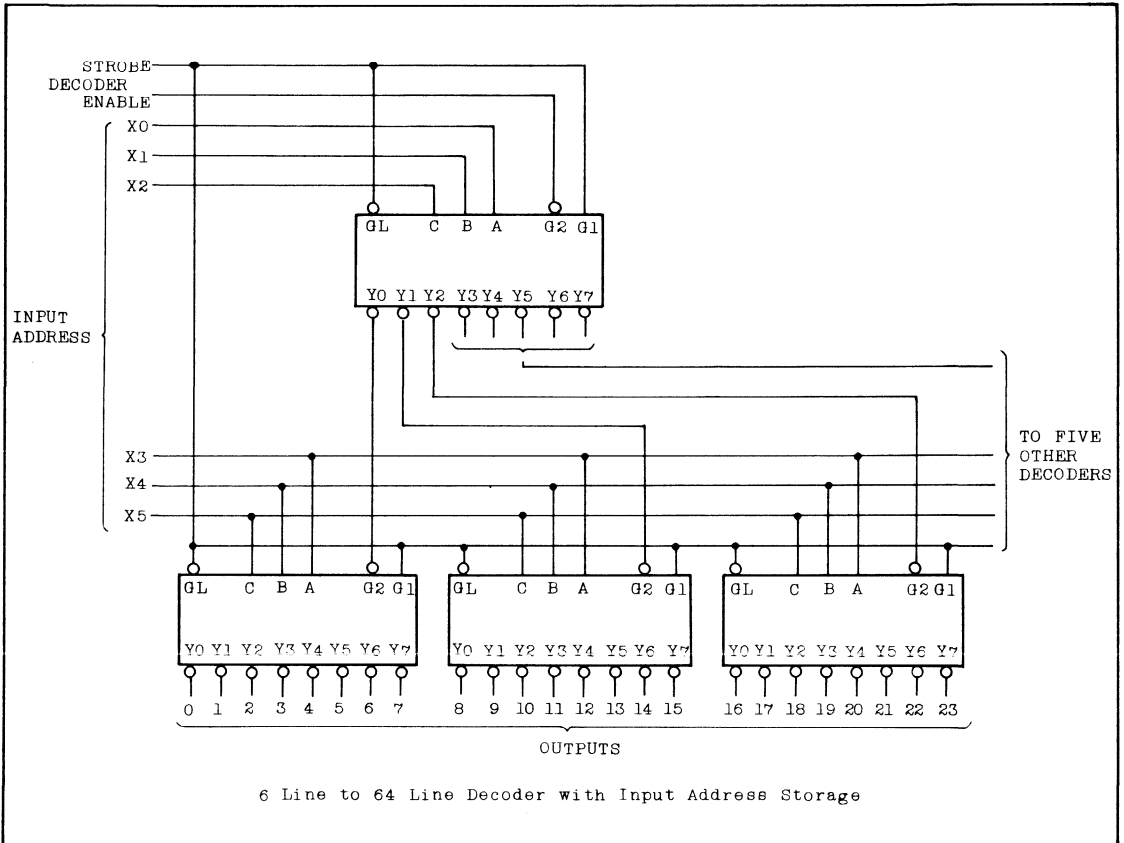 STROBE
DECODER
ENABLE
X0
X1
X2
GL C B A G2 G1
Y0 Y1 Y2 Y3 Y4 Y5 Y6 Y7
INPUT
ADDRESS
TO FIVE
OTHER
DECODERS
X3
X4
X5
GL C B A G2 G1 GL C B A G2 G1 GL C B A G2 G1
Y0 Y1 Y2 Y3 Y4 Y5 Y6 Y7 Y0 Y1 Y2 Y3 Y4 Y5 Y6 Y7 Y0 Y1 Y2 Y3 Y4 Y5 Y6 Y7
0 1 2 3 4 5 6 7 8 9 10 11 12 13 14 15 16 17 18 19 20 21 22 23
OUTPUTS
6 Line to 64 Line Decoder with Input Address Storage